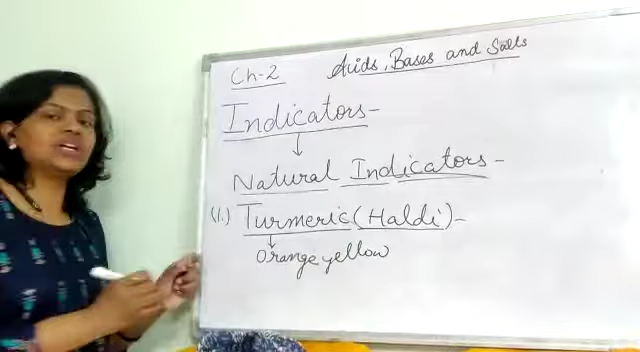 Ch-2 Acids, Bases and Salts
Indicators-
↓
Natural Indicators-
(1.) Turmeric (Haldi)-
↓
Orange yellow